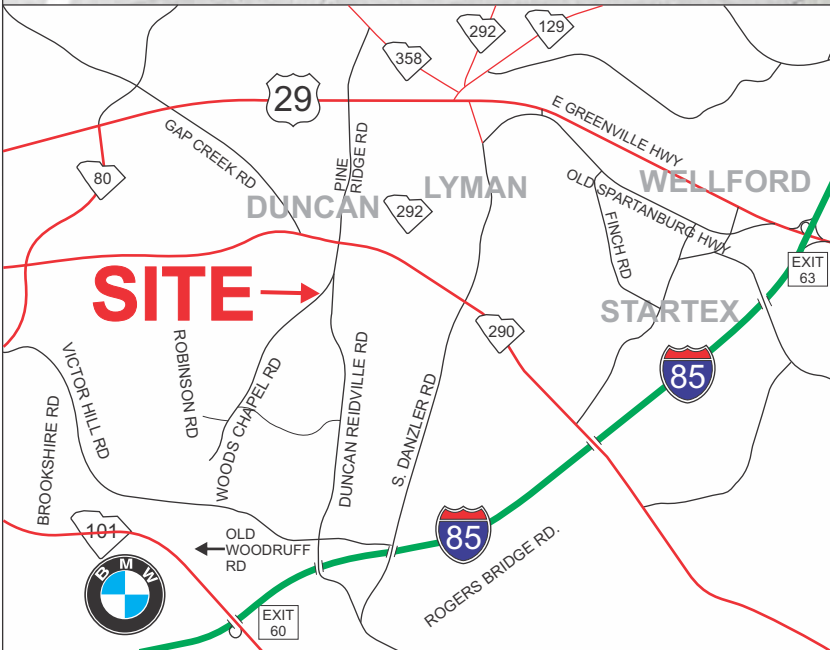 292
129
358
29
E GREENVILLE HWY
GAP CREEK RD
PINE
RIDGE RD
80
LYMAN
WELLFORD
OLD SPARTANBURG HWY
DUNCAN
292
FINCH RD
EXIT
63
SITE
STARTEX
290
ROBINSON RD
VICTOR HILL RD
DUNCAN REIDVILLE RD
85
WOODS CHAPEL RD
S. DANZLER RD
BROOKSHIRE RD
101
OLD
WOODRUFF
RD
85
ROGERS BRIDGE RD.
BMW
EXIT
60